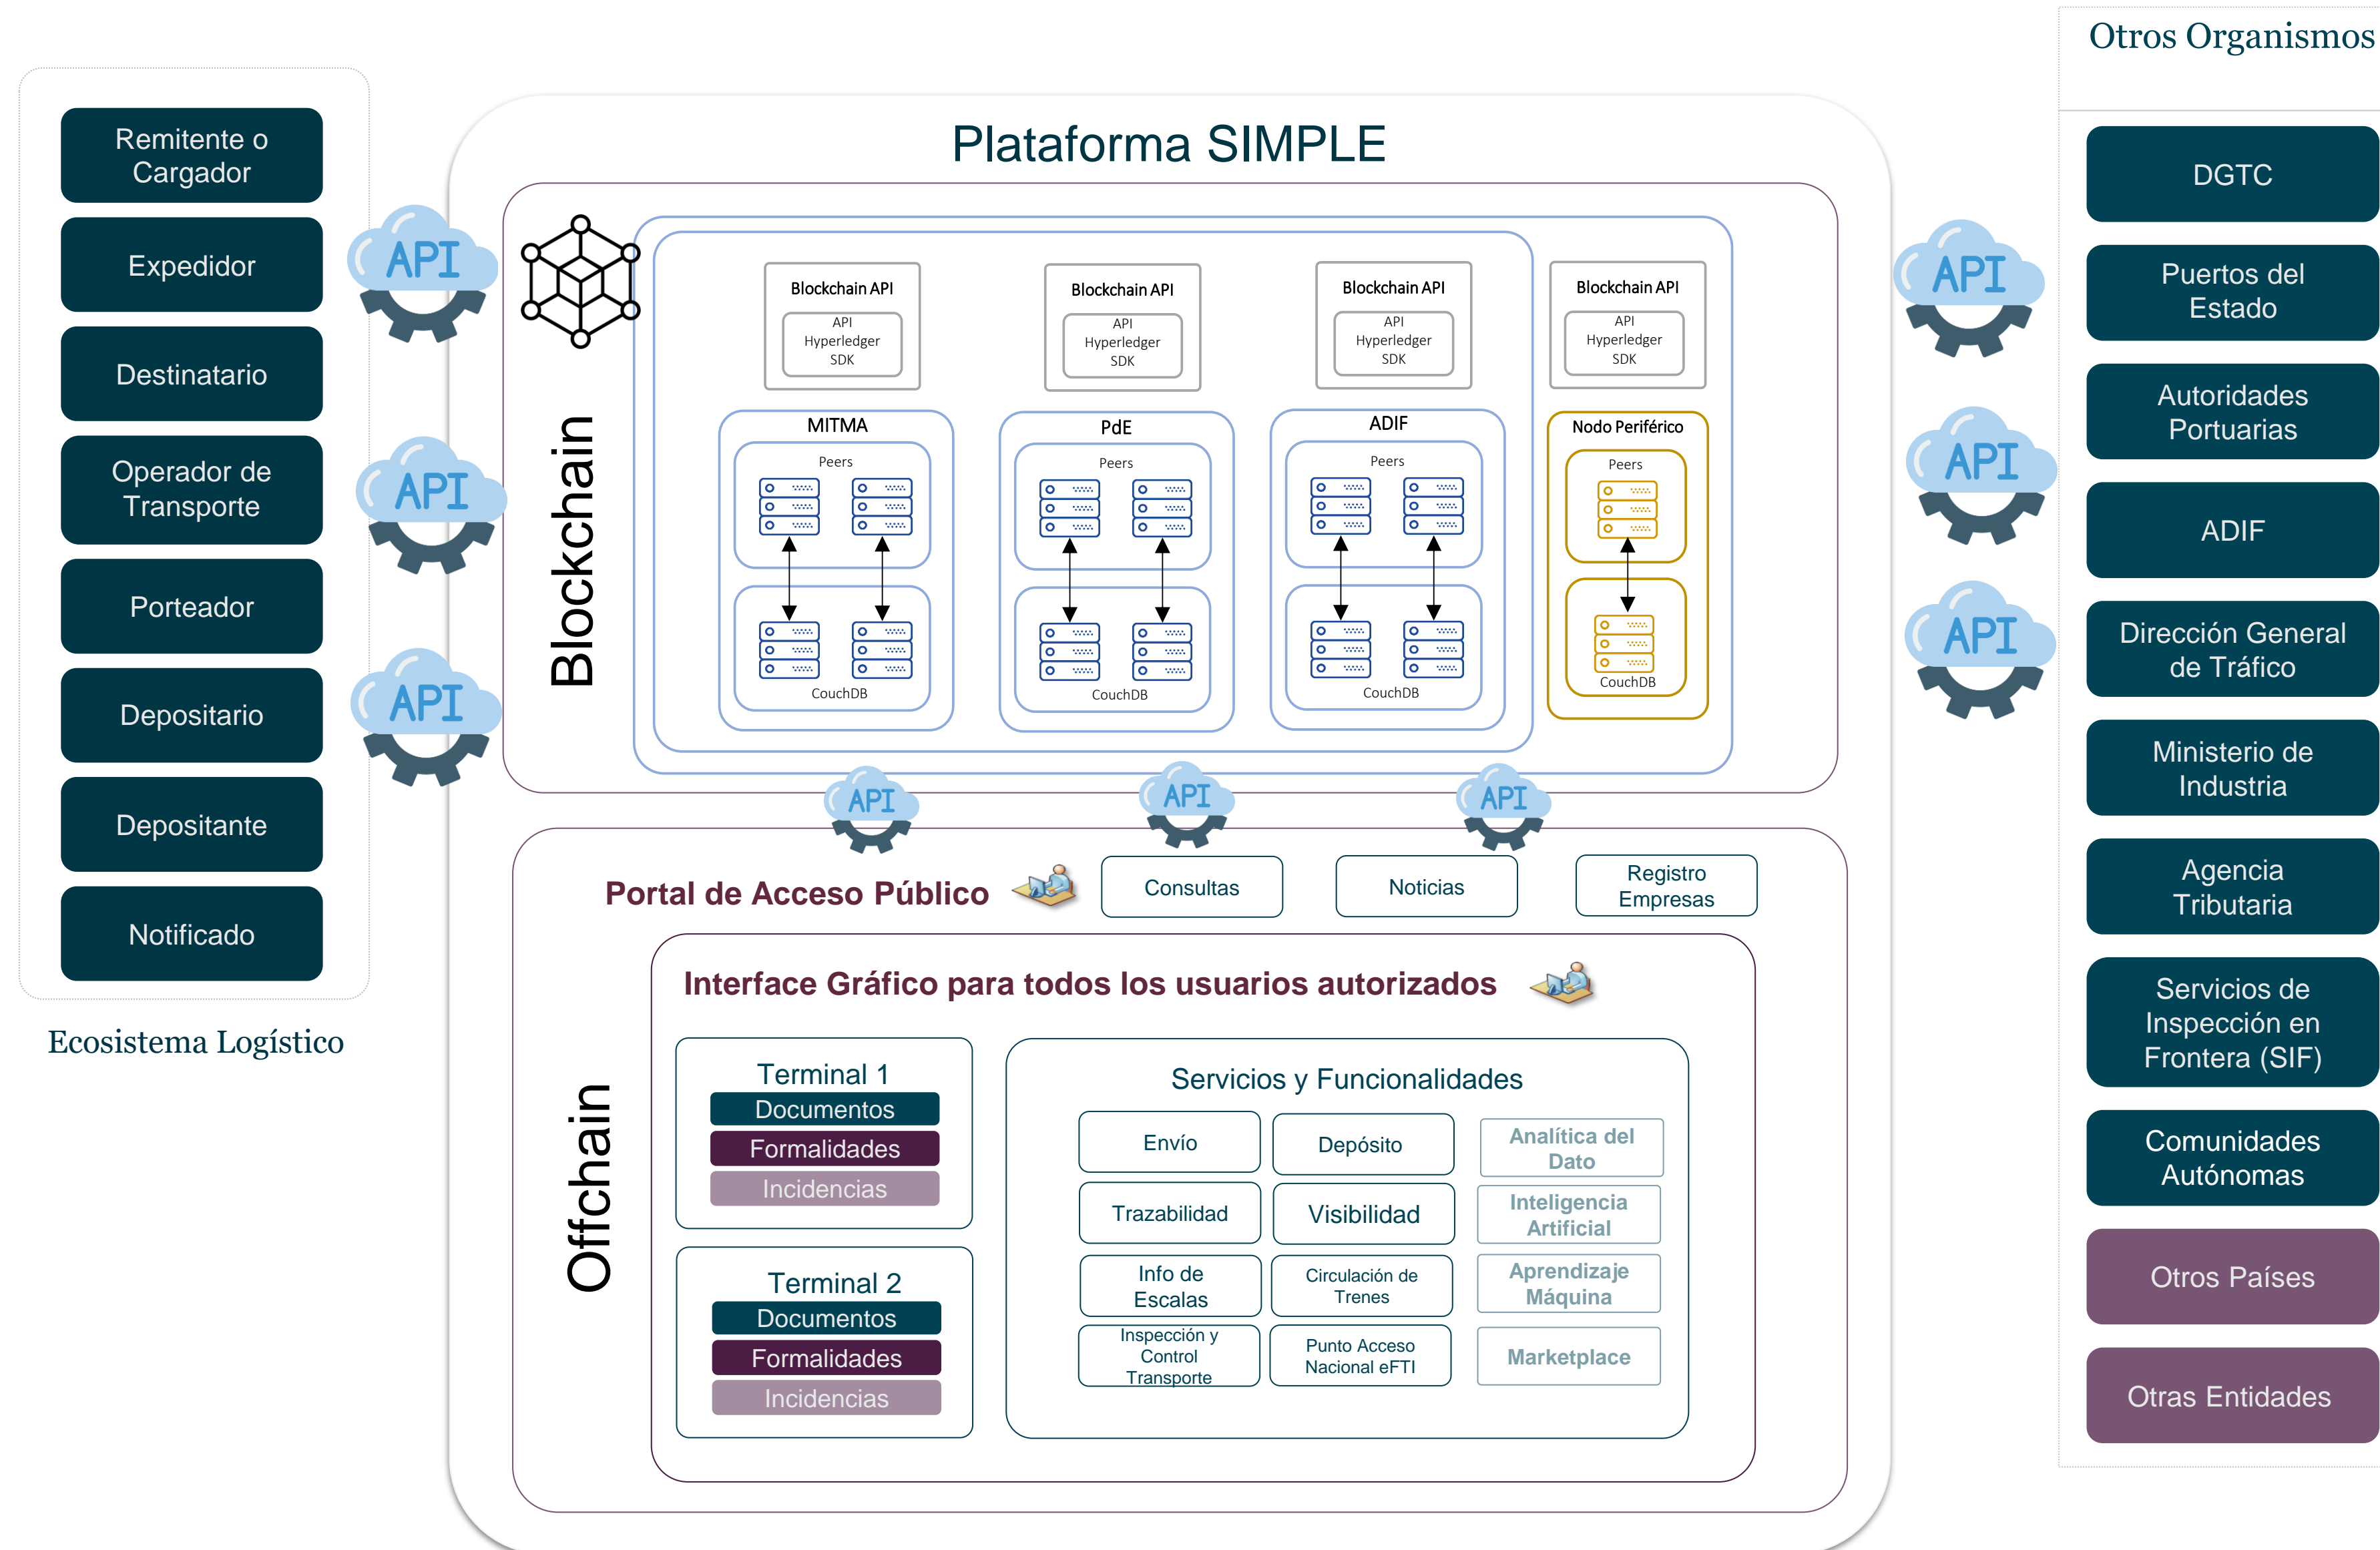 Otros Organismos
Plataforma SIMPLE
Remitente o
Cargador
Expedidor
Destinatario
Operador de
Transporte
Porteador
Depositario
Depositante
Notificado
Ecosistema Logístico
API
API
API
Blockchain
Blockchain API
API
Hyperledger
SDK
Blockchain API
API
Hyperledger
SDK
Blockchain API
API
Hyperledger
SDK
Blockchain API
API
Hyperledger
SDK
MITMA
Peers
CouchDB
PdE
Peers
CouchDB
ADIF
Peers
CouchDB
Nodo Periférico
Peers
CouchDB
API
API
API
Offchain
Portal de Acceso Público
Consultas
Noticias
Registro
Empresas
Interface Gráfico para todos los usuarios autorizados
Terminal 1
Documentos
Formalidades
Incidencias
Terminal 2
Documentos
Formalidades
Incidencias
Servicios y Funcionalidades
Envío
Depósito
Analítica del
Dato
Trazabilidad
Visibilidad
Inteligencia
Artificial
Info de
Escalas
Circulación de
Trenes
Aprendizaje
Máquina
Inspección y
Control
Transporte
Punto Acceso
Nacional eFTI
Marketplace
API
API
API
DGTC
Puertos del
Estado
Autoridades
Portuarias
ADIF
Dirección General
de Tráfico
Ministerio de
Industria
Agencia
Tributaria
Servicios de
Inspección en
Frontera (SIF)
Comunidades
Autónomas
Otros Países
Otras Entidades